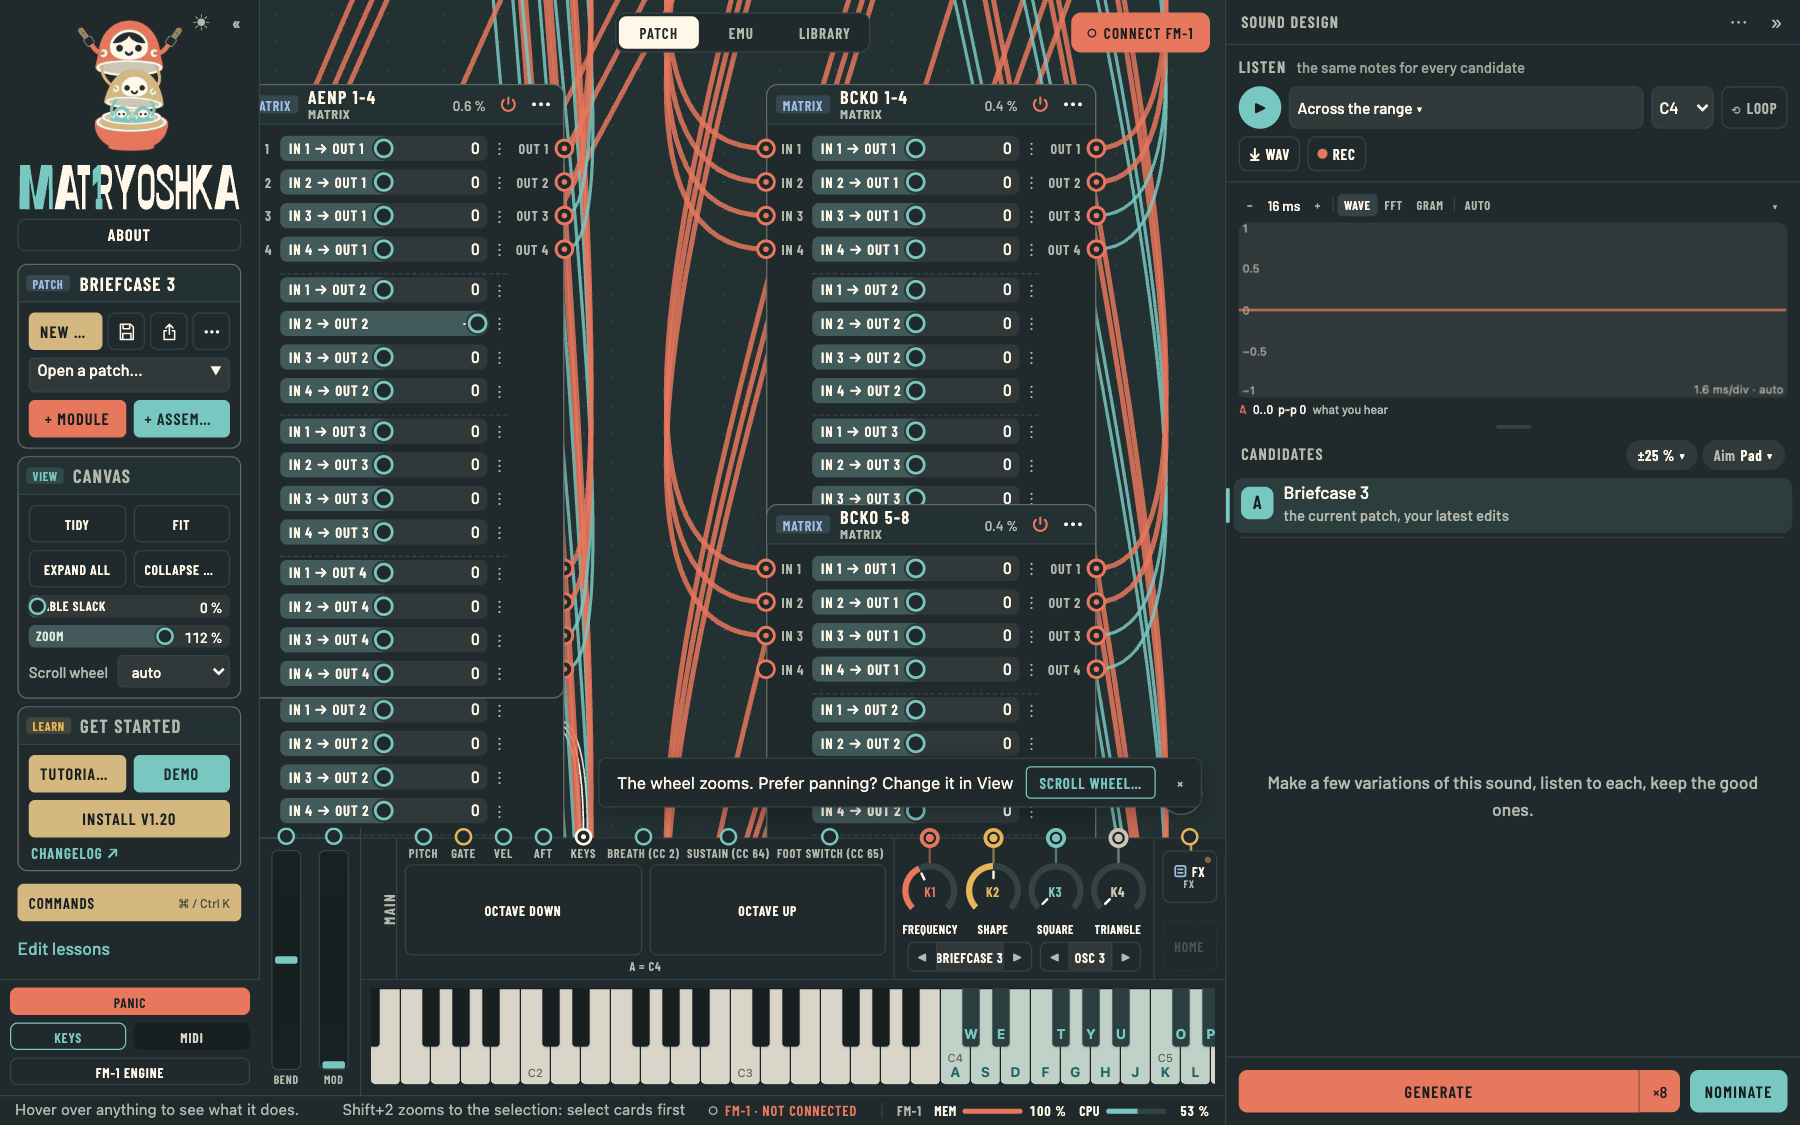 MATRYOSHKA
ABOUT
PATCH BRIEFCASE 3
NEW ...
Open a patch...
+ MODULE
+ ASSEM...
VIEW CANVAS
TIDY
FIT
EXPAND ALL
COLLAPSE ...
.BLE SLACK 0 %
ZOOM 112 %
Scroll wheel auto
LEARN GET STARTED
TUTORIA...
DEMO
INSTALL V1.20
CHANGELOG ↗
COMMANDS ⌘ / Ctrl K
Edit lessons
PANIC
KEYS
MIDI
FM-1 ENGINE
PATCH
EMU
LIBRARY
CONNECT FM-1
ATRIX AENP 1-4 0.6 %
MATRIX
1 IN 1 → OUT 1 0 OUT 1
2 IN 2 → OUT 1 0 OUT 2
3 IN 3 → OUT 1 0 OUT 3
4 IN 4 → OUT 1 0 OUT 4
IN 1 → OUT 2 0
IN 2 → OUT 2
IN 3 → OUT 2 0
IN 4 → OUT 2 0
IN 1 → OUT 3 0
IN 2 → OUT 3 0
IN 3 → OUT 3 0
IN 4 → OUT 3 0
IN 1 → OUT 4 0
IN 2 → OUT 4 0
IN 3 → OUT 4 0
IN 4 → OUT 4 0
IN 1 → OUT 2 0
IN 2 → OUT 2 0
IN 3 → OUT 2 0
IN 4 → OUT 2 0
MATRIX BCKO 1-4 0.4 %
MATRIX
IN 1 IN 1 → OUT 1 0 OUT 1
IN 2 IN 2 → OUT 1 0 OUT 2
IN 3 IN 3 → OUT 1 0 OUT 3
IN 4 IN 4 → OUT 1 0 OUT 4
IN 1 → OUT 2 0
IN 2 → OUT 2 0
IN 3 → OUT 2 0
IN 4 → OUT 2 0
IN 1 → OUT 3 0
IN 2 → OUT 3 0
IN 3 → OUT 3 0
MATRIX BCKO 5-8 0.4 %
MATRIX
IN 1 IN 1 → OUT 1 0 OUT 1
IN 2 IN 2 → OUT 1 0 OUT 2
IN 3 IN 3 → OUT 1 0 OUT 3
IN 4 IN 4 → OUT 1 0 OUT 4
IN 1 → OUT 2 0
IN 2 → OUT 2 0
IN 4 → OUT 2 0
The wheel zooms. Prefer panning? Change it in View SCROLL WHEEL... ×
PITCH GATE VEL AFT KEYS BREATH (CC 2) SUSTAIN (CC 64) FOOT SWITCH (CC 65)
MAIN
OCTAVE DOWN
OCTAVE UP
A = C4
K1 K2 K3 K4
FREQUENCY SHAPE SQUARE TRIANGLE
◀ BRIEFCASE 3 ▶
◀ OSC 3 ▶
FX
FX
HOME
BEND
MOD
W E T Y U O P
C2 C3 C4 C5
A S D F G H J K L
Hover over anything to see what it does.
Shift+2 zooms to the selection: select cards first
FM-1 · NOT CONNECTED
FM-1 MEM 100 % CPU 53 %
SOUND DESIGN ... »
LISTEN the same notes for every candidate
Across the range ▾
C4
LOOP
WAV
REC
− 16 ms + WAVE FFT GRAM AUTO
1
0.5
0
−0.5
−1
1.6 ms/div · auto
A 0..0 p-p 0 what you hear
CANDIDATES ±25 % ▾ Aim Pad ▾
A Briefcase 3
the current patch, your latest edits
Make a few variations of this sound, listen to each, keep the good
ones.
GENERATE ×8
NOMINATE